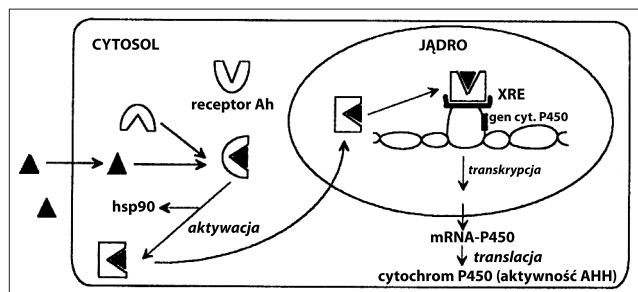 CYTOSOL
JĄDRO
receptor Ah
XRE
gen cyt. P450
transkrypcja
hsp90
aktywacja
mRNA-P450
translacja
cytochrom P450 (aktywność AHH)